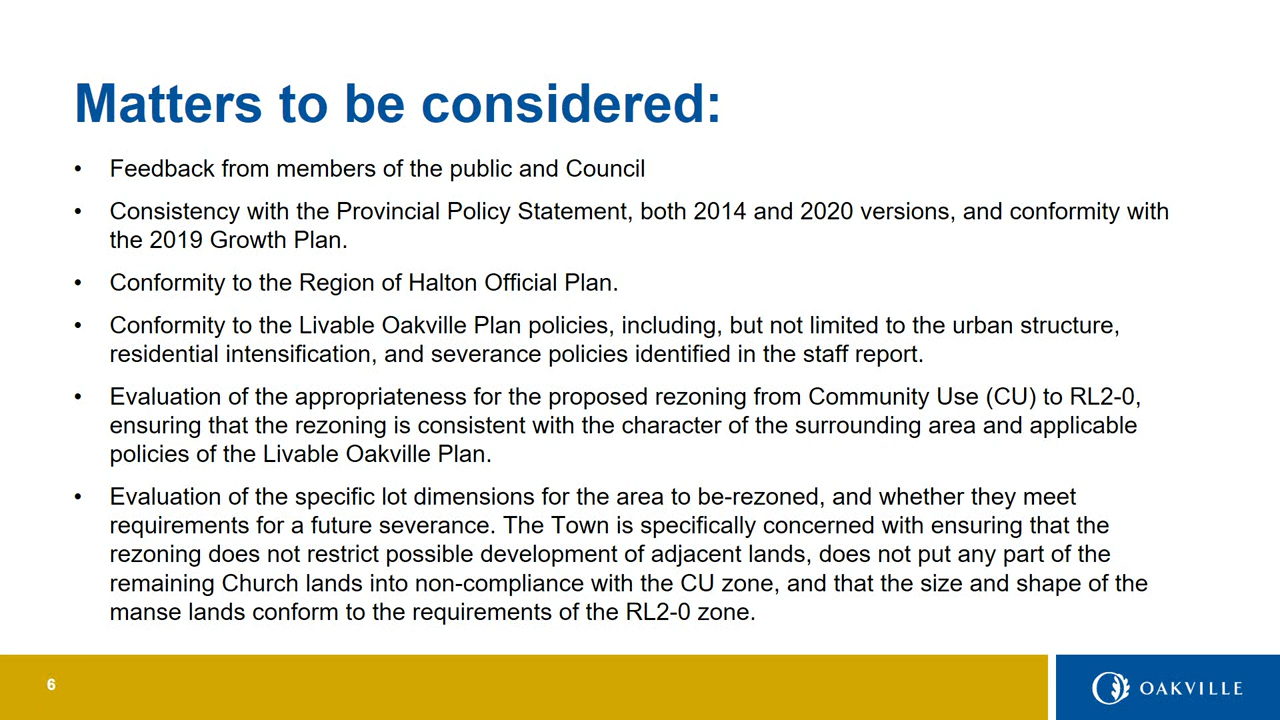 Matters to be considered:
• Feedback from members of the public and Council
• Consistency with the Provincial Policy Statement, both 2014 and 2020 versions, and conformity with
the 2019 Growth Plan.
• Conformity to the Region of Halton Official Plan.
• Conformity to the Livable Oakville Plan policies, including, but not limited to the urban structure,
residential intensification, and severance policies identified in the staff report.
• Evaluation of the appropriateness for the proposed rezoning from Community Use (CU) to RL2-0,
ensuring that the rezoning is consistent with the character of the surrounding area and applicable
policies of the Livable Oakville Plan.
• Evaluation of the specific lot dimensions for the area to be-rezoned, and whether they meet
requirements for a future severance. The Town is specifically concerned with ensuring that the
rezoning does not restrict possible development of adjacent lands, does not put any part of the
remaining Church lands into non-compliance with the CU zone, and that the size and shape of the
manse lands conform to the requirements of the RL2-0 zone.
6
OAKVILLE